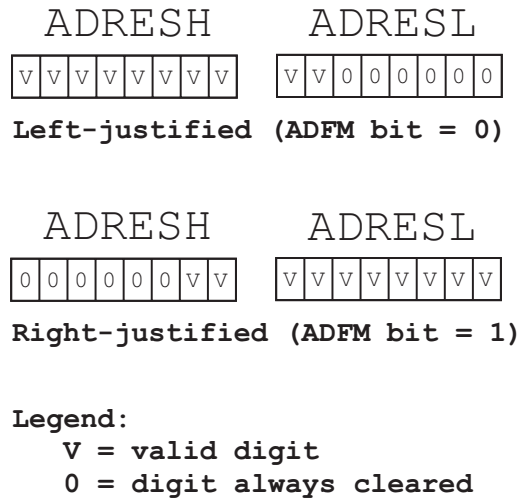 ADRESH ADRESL
V V V V V V V V V V 0 0 0 0 0 0
Left-justified (ADFM bit = 0)
ADRESH ADRESL
0 0 0 0 0 0 V V V V V V V V V V
Right-justified (ADFM bit = 1)
Legend:
V = valid digit
0 = digit always cleared